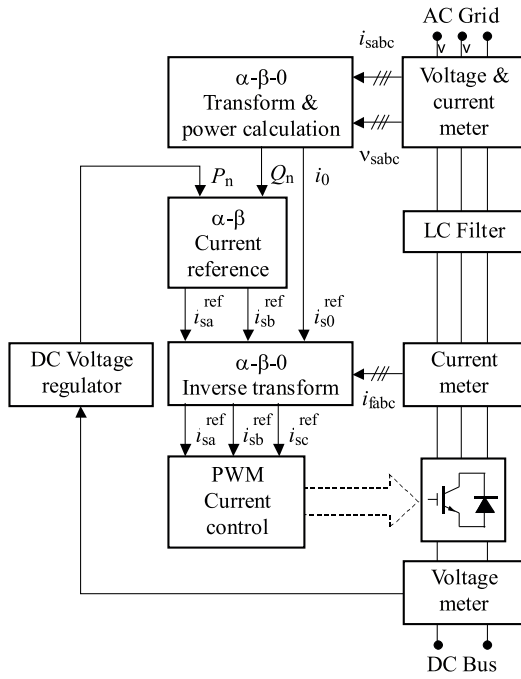 AC Grid
v v
i_sabc
α-β-0
Transform &
power calculation
Voltage &
current
meter
v_sabc
P_n
Q_n
i_0
α-β
Current
reference
LC Filter
i_sa^ref
i_sb^ref
i_s0^ref
DC Voltage
regulator
α-β-0
Inverse transform
Current
meter
i_fabc
i_sa^ref
i_sb^ref
i_sc^ref
PWM
Current
control
Voltage
meter
DC Bus